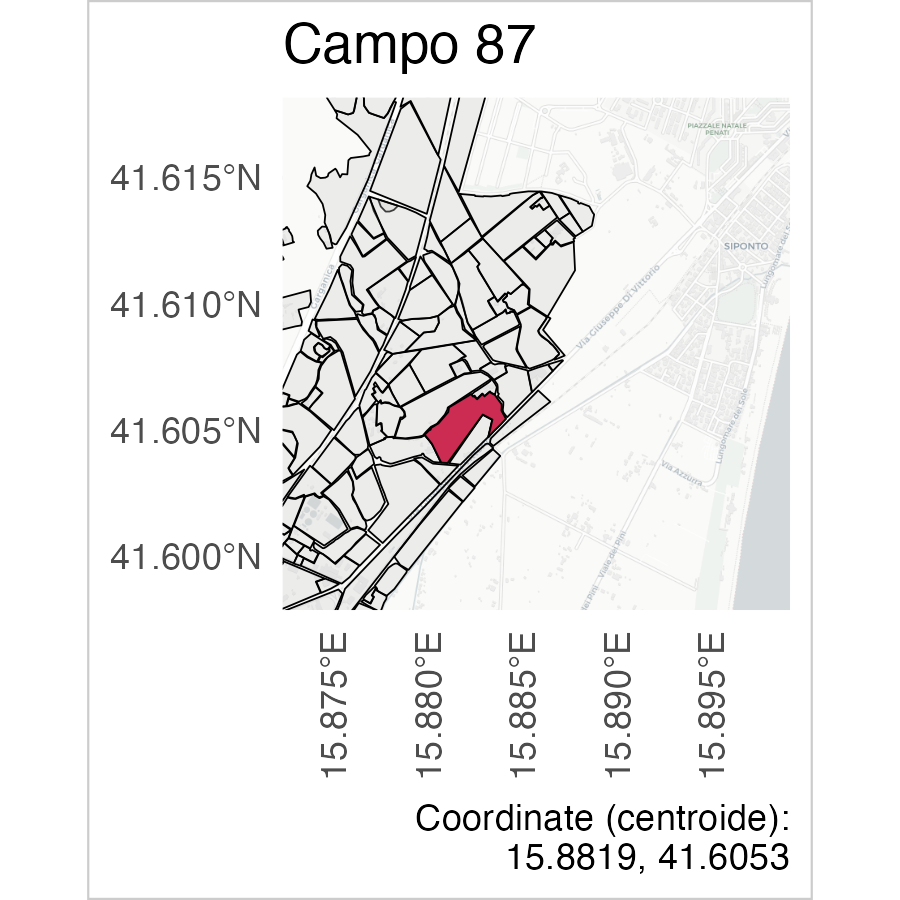 Campo 87
41.615°N
41.610°N
41.605°N
41.600°N
PIAZZALE NATALE
PENATI
SIPONTO
Garganica
Via Giuseppe Di Vittorio
Lungomare del Sole
Via Azzurra
Viale dei Pini
15.875°E
15.880°E
15.885°E
15.890°E
15.895°E
Coordinate (centroide):
15.8819, 41.6053